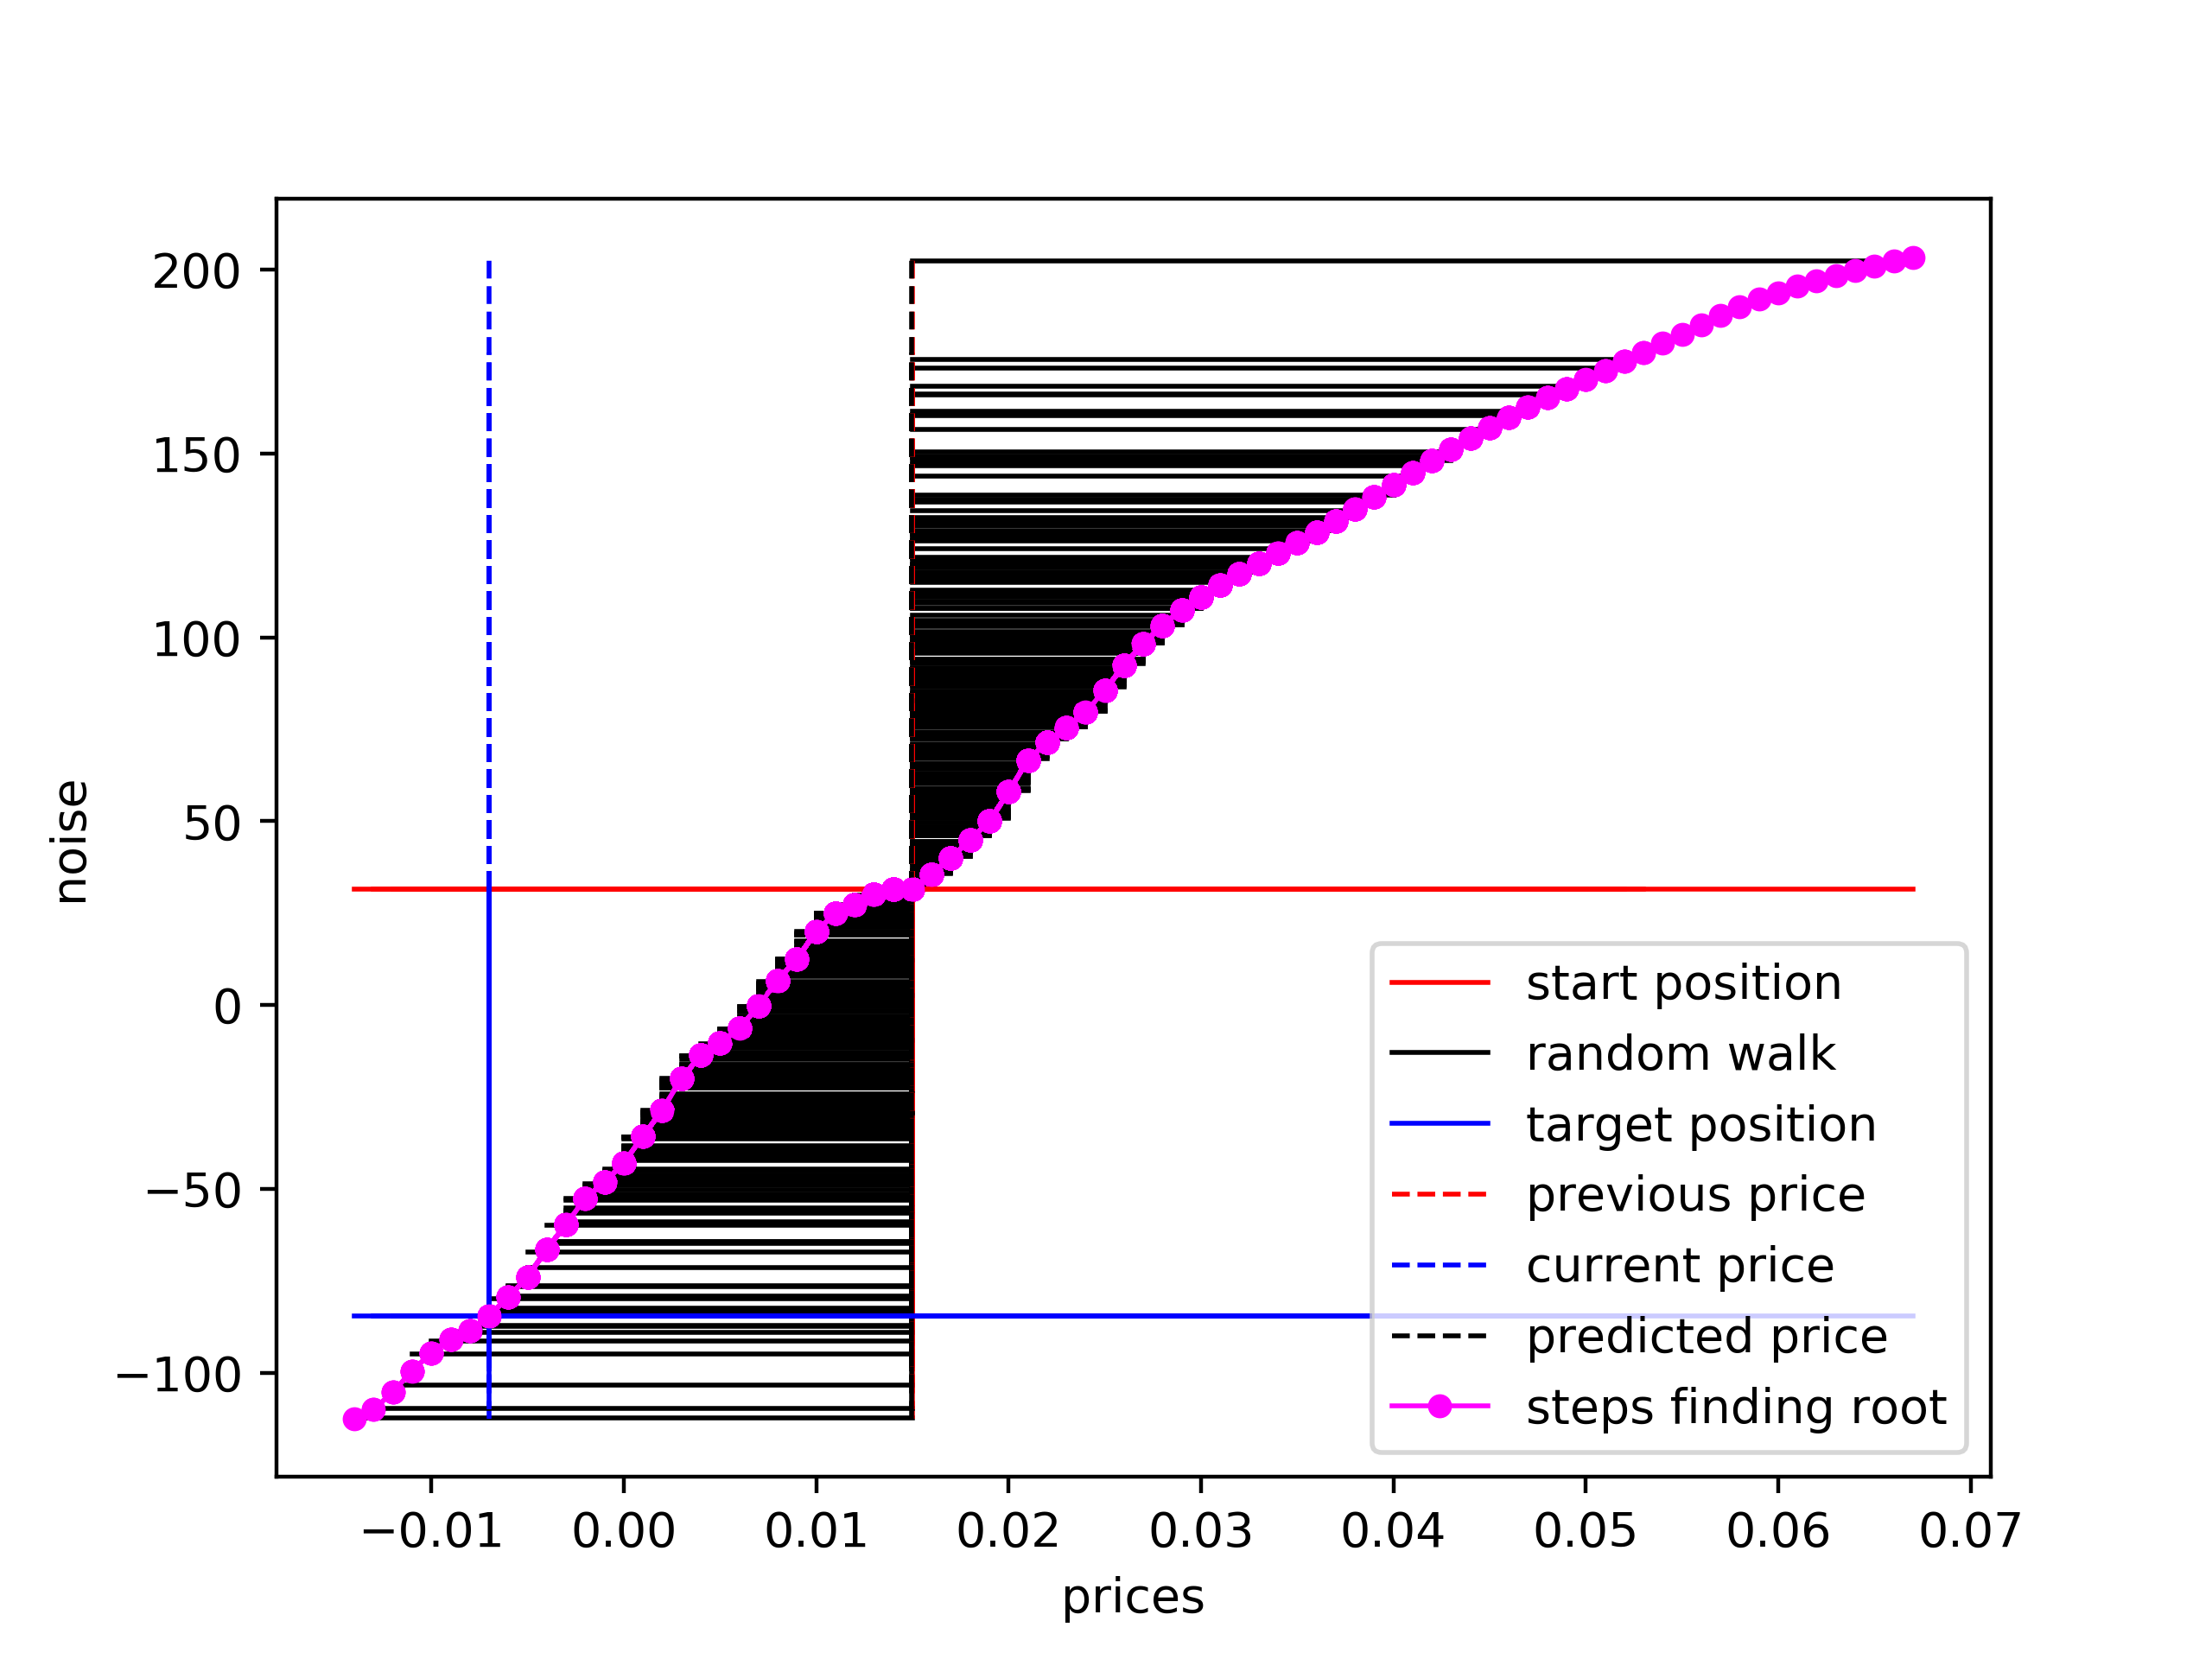 200
150
100
50
0
−50
−100
noise
−0.01 0.00 0.01 0.02 0.03 0.04 0.05 0.06 0.07
prices
start position
random walk
target position
previous price
current price
predicted price
steps finding root